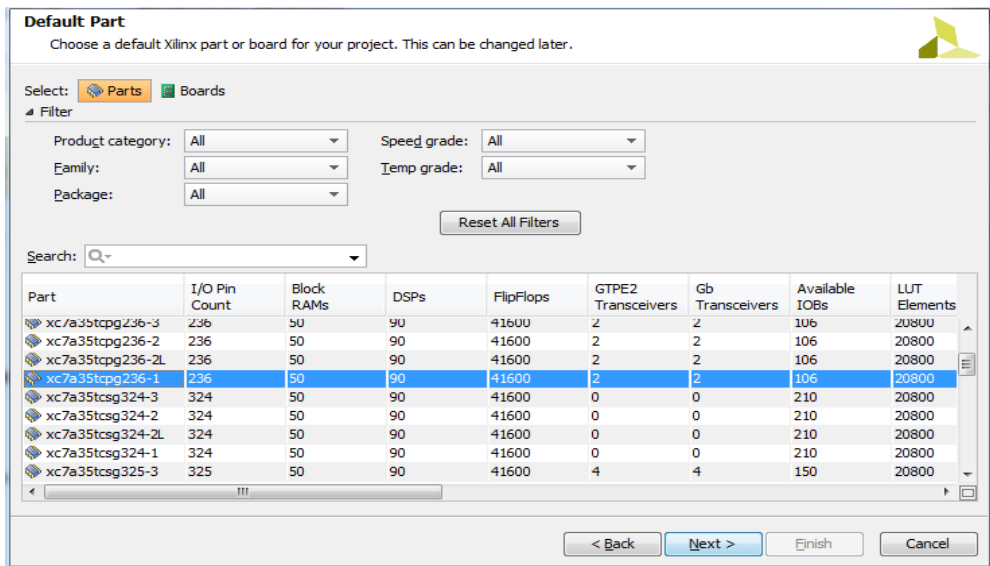 Default Part
Choose a default Xilinx part or board for your project. This can be changed later.
Select: Parts Boards
Filter
Product category: All Speed grade: All
Family: All Temp grade: All
Package: All
Reset All Filters
Search:
Part I/O Pin Count Block RAMs DSPs FlipFlops GTPE2 Transceivers Gb Transceivers Available IOBs LUT Elements
xc7a35tcpg236-3 236 50 90 41600 2 2 106 20800
xc7a35tcpg236-2 236 50 90 41600 2 2 106 20800
xc7a35tcpg236-2L 236 50 90 41600 2 2 106 20800
xc7a35tcpg236-1 236 50 90 41600 2 2 106 20800
xc7a35tcsg324-3 324 50 90 41600 0 0 210 20800
xc7a35tcsg324-2 324 50 90 41600 0 0 210 20800
xc7a35tcsg324-2L 324 50 90 41600 0 0 210 20800
xc7a35tcsg324-1 324 50 90 41600 0 0 210 20800
xc7a35tcsg325-3 325 50 90 41600 4 4 150 20800
< Back Next > Finish Cancel